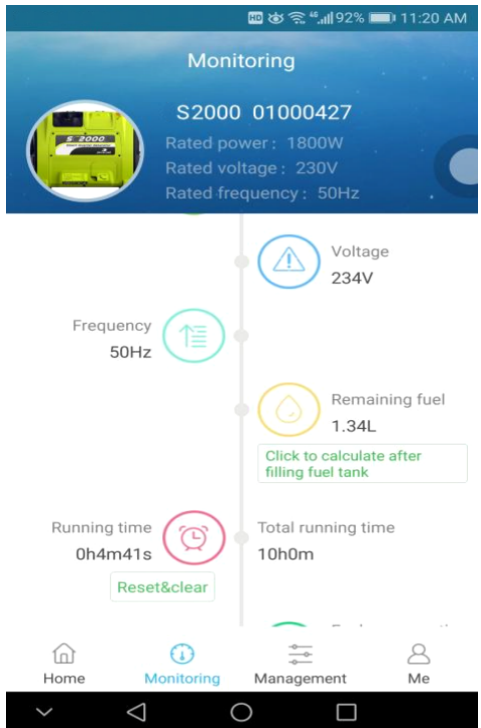 HD 46 92% 11:20 AM
Monitoring
S 2000
S2000 01000427
Rated power: 1800W
Rated voltage: 230V
Rated frequency: 50Hz
Voltage
234V
Frequency
50Hz
Remaining fuel
1.34L
Click to calculate after
filling fuel tank
Running time
0h4m41s
Total running time
10h0m
Reset&clear
Home
Monitoring
Management
Me